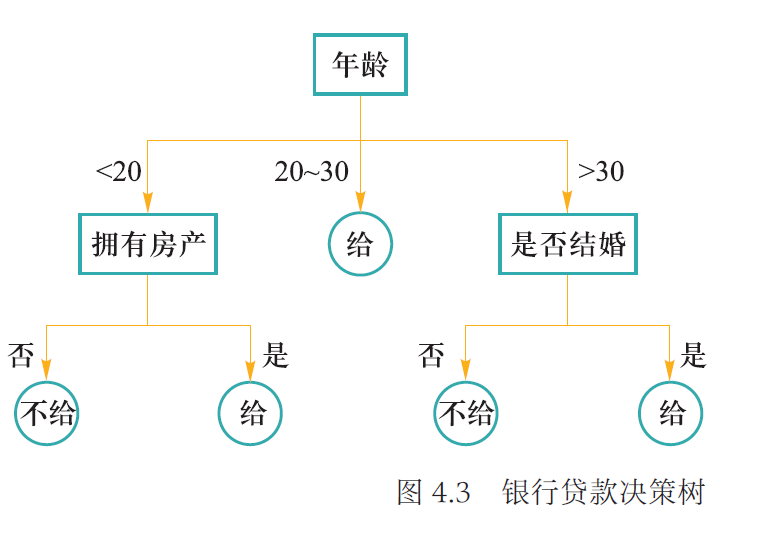 年龄
<20 20~30 >30
拥有房产 给 是否结婚
否 是 否 是
不给 给 不给 给
图 4.3 银行贷款决策树